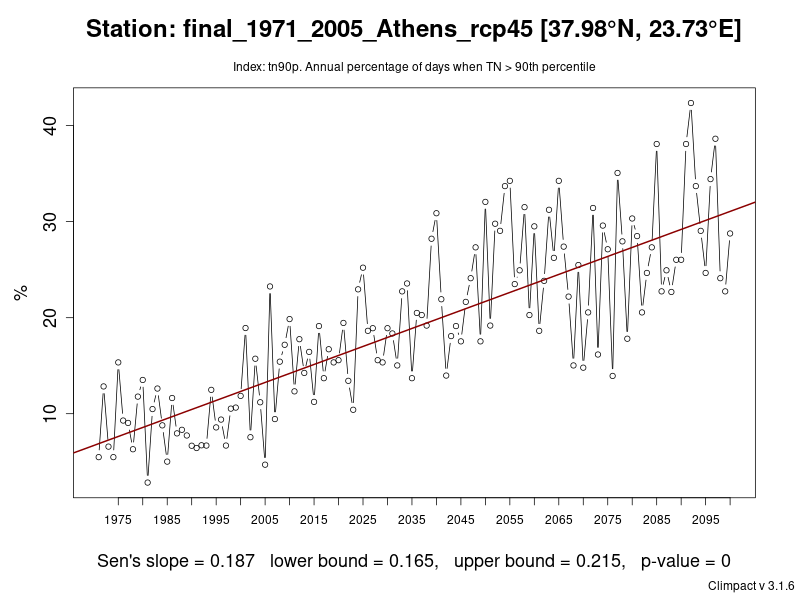 Station: final_1971_2005_Athens_rcp45 [37.98°N, 23.73°E]
Index: tn90p. Annual percentage of days when TN > 90th percentile
40
30
20
10
%
1975 1985 1995 2005 2015 2025 2035 2045 2055 2065 2075 2085 2095
Sen's slope = 0.187 lower bound = 0.165, upper bound = 0.215, p-value = 0
Climpact v 3.1.6